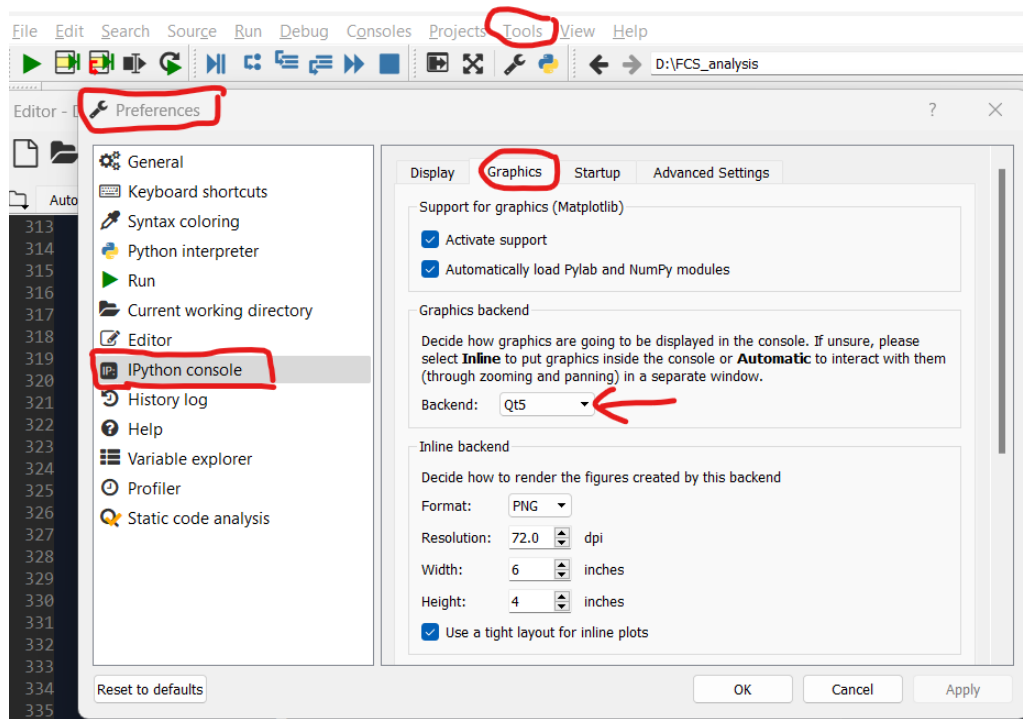 File Edit Search Source Run Debug Consoles Projects Tools View Help
D:\FCS_analysis
Editor - D
Preferences
?
Auto
313
314
315
316
317
318
319
320
321
322
323
324
325
326
327
328
329
330
331
332
333
334
335
General
Keyboard shortcuts
Syntax coloring
Python interpreter
Run
Current working directory
Editor
IP: IPython console
History log
Help
Variable explorer
Profiler
Static code analysis
Display Graphics Startup Advanced Settings
Support for graphics (Matplotlib)
Activate support
Automatically load Pylab and NumPy modules
Graphics backend
Decide how graphics are going to be displayed in the console. If unsure, please
select Inline to put graphics inside the console or Automatic to interact with them
(through zooming and panning) in a separate window.
Backend: Qt5
Inline backend
Decide how to render the figures created by this backend
Format: PNG
Resolution: 72.0 dpi
Width: 6 inches
Height: 4 inches
Use a tight layout for inline plots
Reset to defaults
OK Cancel Apply